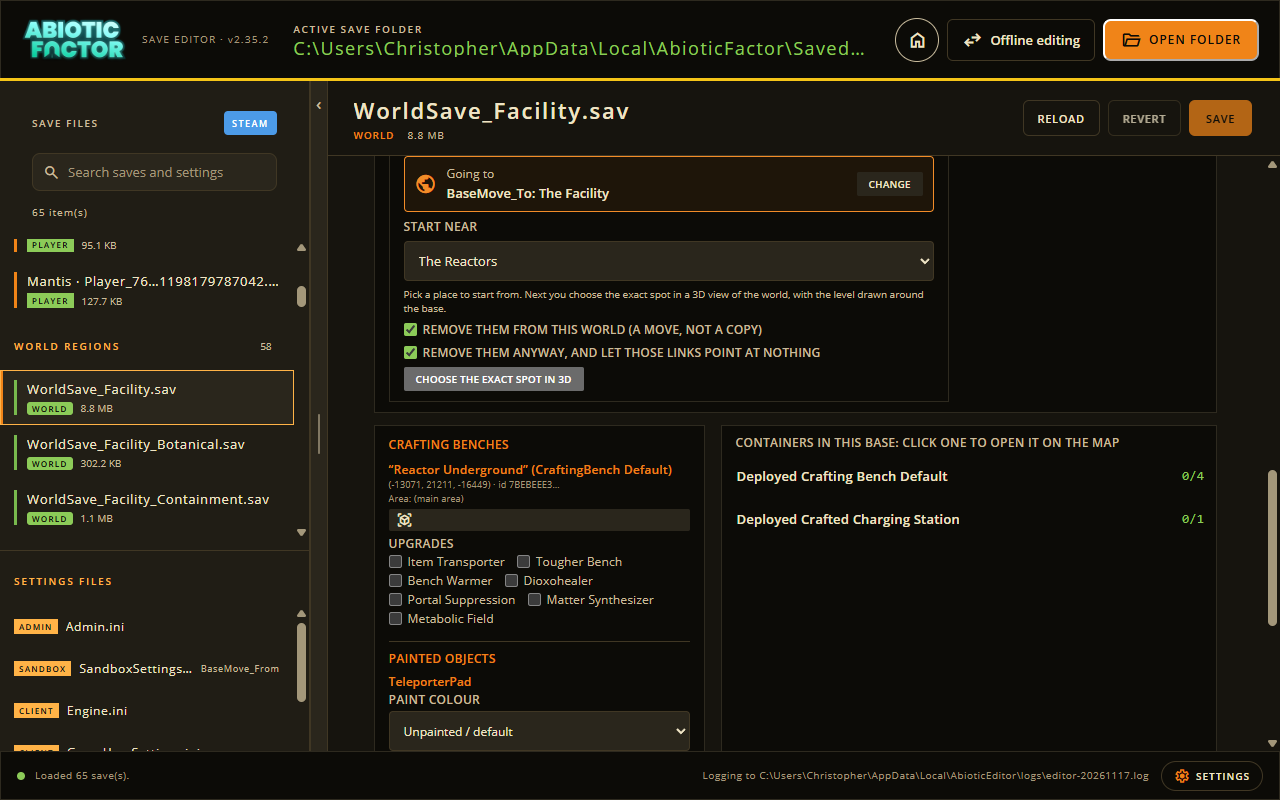 ABIOTIC FACTOR
SAVE EDITOR · v2.35.2
ACTIVE SAVE FOLDER
C:\Users\Christopher\AppData\Local\AbioticFactor\Saved…
Offline editing
OPEN FOLDER
SAVE FILES
STEAM
Search saves and settings
65 item(s)
PLAYER 95.1 KB
Mantis · Player_76…1198179787042.…
PLAYER 127.7 KB
WORLD REGIONS 58
WorldSave_Facility.sav
WORLD 8.8 MB
WorldSave_Facility_Botanical.sav
WORLD 302.2 KB
WorldSave_Facility_Containment.sav
WORLD 1.1 MB
SETTINGS FILES
ADMIN Admin.ini
SANDBOX SandboxSettings… BaseMove_From
CLIENT Engine.ini
WorldSave_Facility.sav
WORLD 8.8 MB
RELOAD
REVERT
SAVE
Going to
BaseMove_To: The Facility
CHANGE
START NEAR
The Reactors
Pick a place to start from. Next you choose the exact spot in a 3D view of the world, with the level drawn around
the base.
REMOVE THEM FROM THIS WORLD (A MOVE, NOT A COPY)
REMOVE THEM ANYWAY, AND LET THOSE LINKS POINT AT NOTHING
CHOOSE THE EXACT SPOT IN 3D
CRAFTING BENCHES
“Reactor Underground” (CraftingBench Default)
(-13071, 21211, -16449) · id 7BEBEEE3…
Area: (main area)
UPGRADES
Item Transporter Tougher Bench
Bench Warmer Dioxohealer
Portal Suppression Matter Synthesizer
Metabolic Field
PAINTED OBJECTS
TeleporterPad
PAINT COLOUR
Unpainted / default
CONTAINERS IN THIS BASE: CLICK ONE TO OPEN IT ON THE MAP
Deployed Crafting Bench Default 0/4
Deployed Crafted Charging Station 0/1
Loaded 65 save(s).
Logging to C:\Users\Christopher\AppData\Local\AbioticEditor\logs\editor-20261117.log
SETTINGS